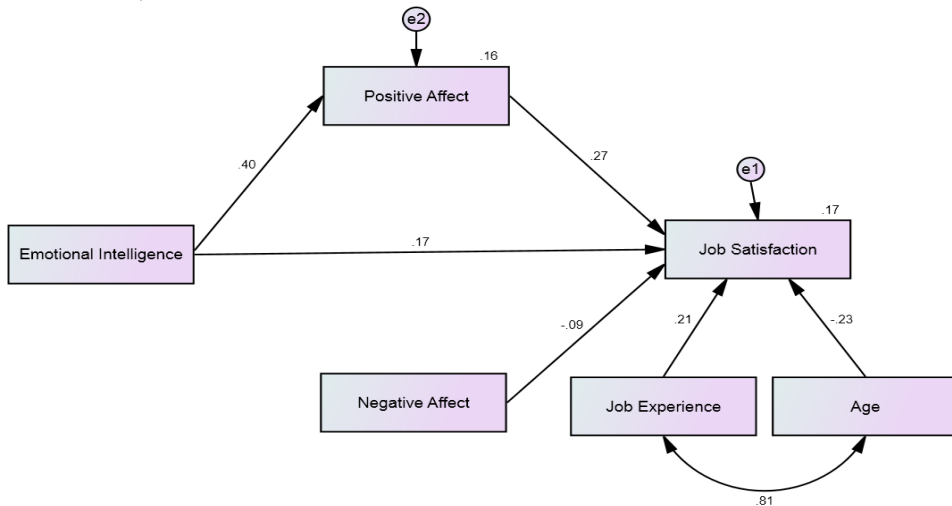 e2
.16
Positive Affect
.40
.27
e1
.17
Emotional Intelligence
.17
Job Satisfaction
-.09
.21
-.23
Negative Affect
Job Experience
Age
.81